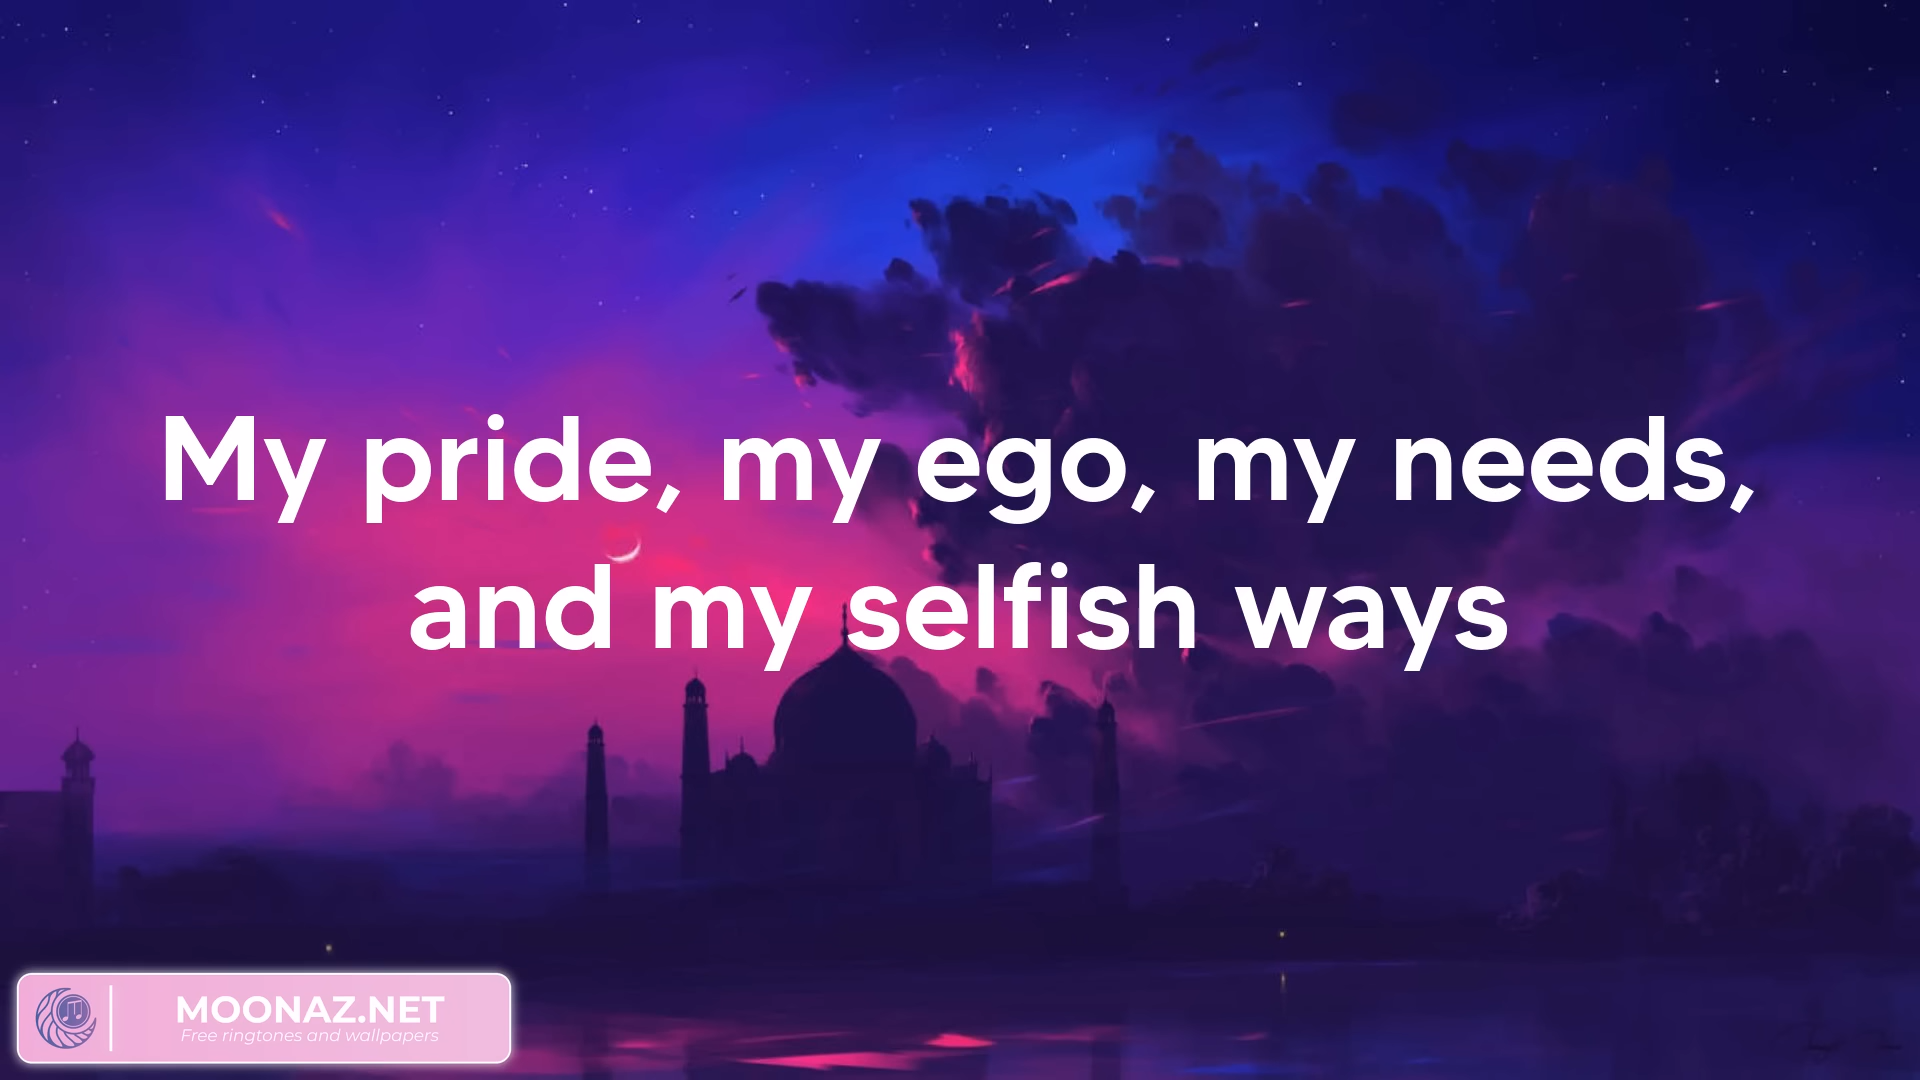 My pride, my ego, my needs,
and my selfish ways
MOONAZ.NET
Free ringtones and wallpapers